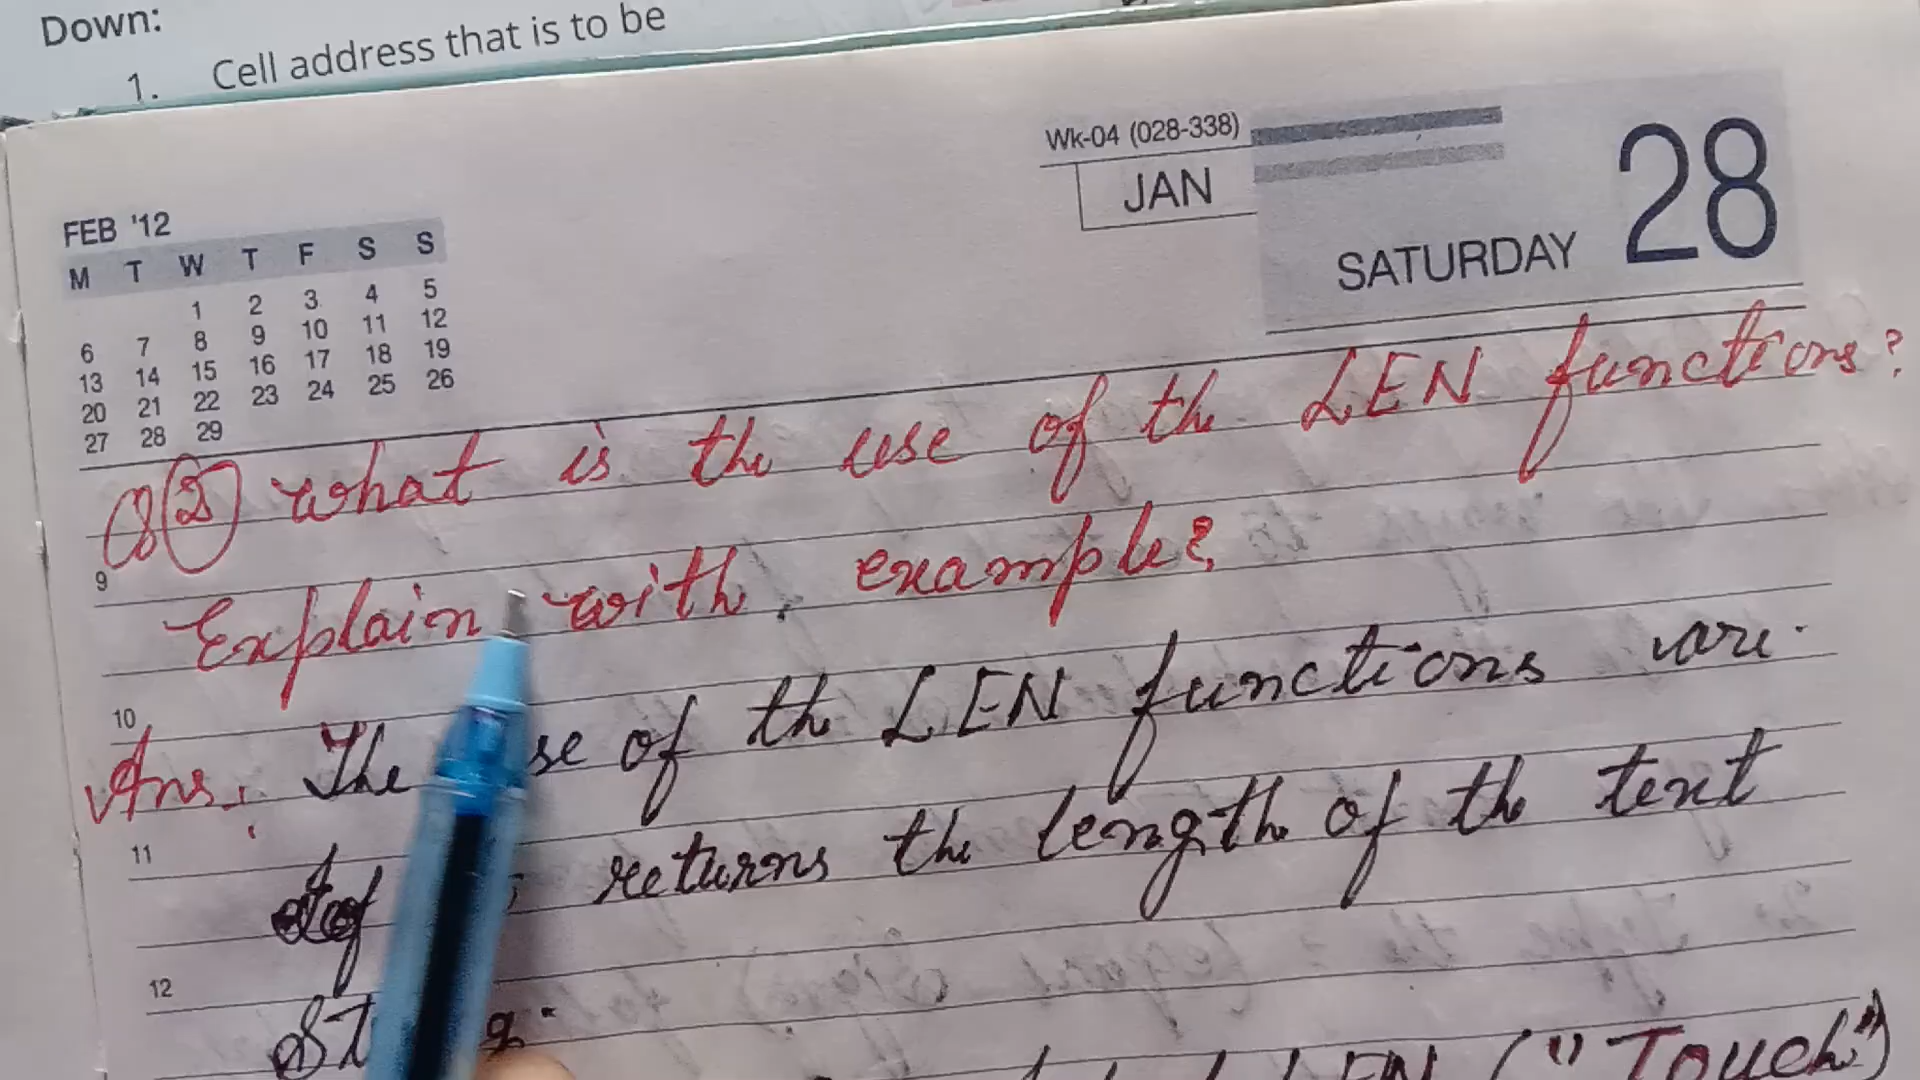 Down:
1. Cell address that is to be
Wk-04 (028-338)
JAN
SATURDAY 28
FEB '12
M T W T F S S
1 2 3 4 5
6 7 8 9 10 11 12
13 14 15 16 17 18 19
20 21 22 23 24 25 26
27 28 29
Q 2 What is the use of the LEN functions?
9
Explain with example?
10
Ans: The se of th LEN functions are.
11
returns the length of the text
12
LEN ("Touch")